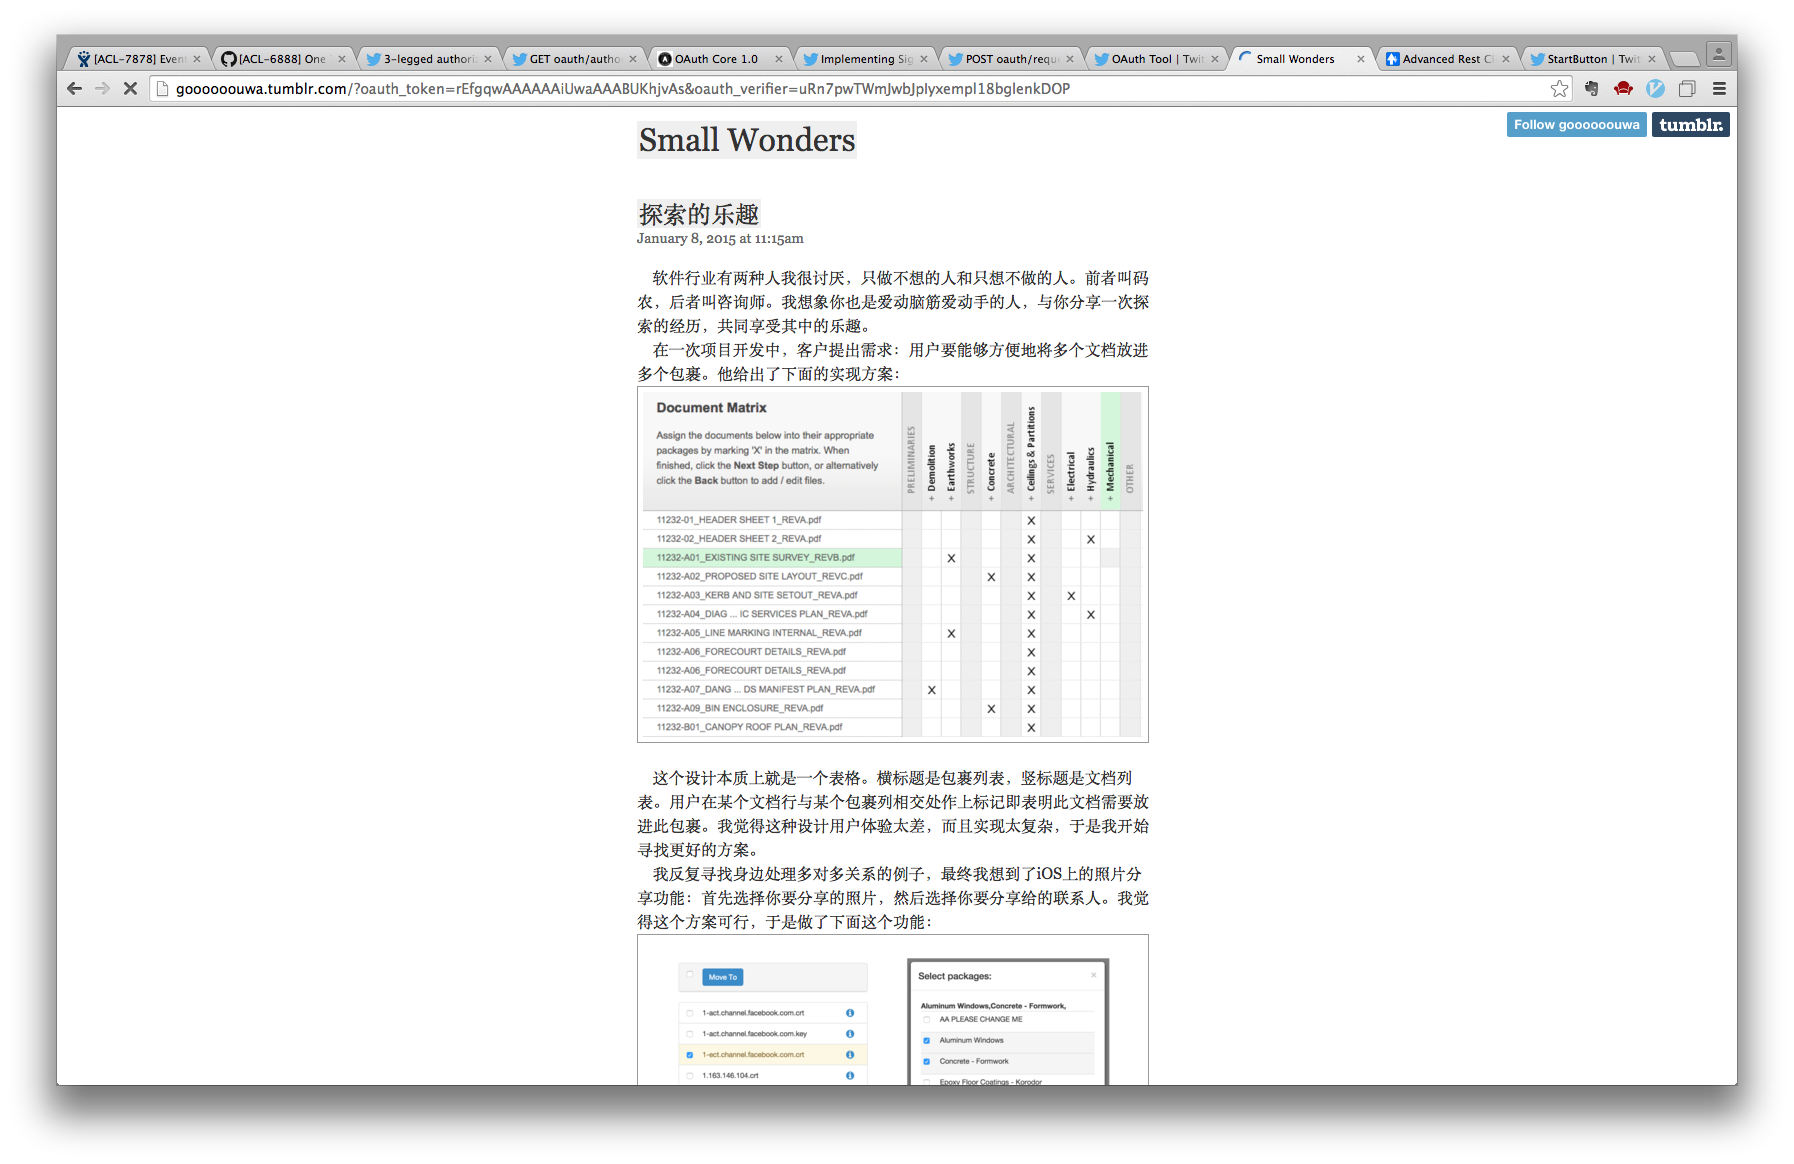 [ACL-7878] Even
[ACL-6888] One
3-legged authori
GET oauth/autho
OAuth Core 1.0
Implementing Sig
POST oauth/requ
OAuth Tool | Twit
Small Wonders
Advanced Rest Cl
StartButton | Twit
goooooouwa.tumblr.com/?oauth_token=rEfgqwAAAAAAiUwaAAABUKhjvAs&oauth_verifier=uRn7pwTWmJwbJplyxempl18bglenkDOP
Follow goooooouwa
tumblr.
Small Wonders
探索的乐趣
January 8, 2015 at 11:15am
软件行业有两种人我很讨厌，只做不想的人和只想不做的人。前者叫码
农，后者叫咨询师。我想象你也是爱动脑筋爱动手的人，与你分享一次探
索的经历，共同享受其中的乐趣。
在一次项目开发中，客户提出需求：用户要能够方便地将多个文档放进
多个包裹。他给出了下面的实现方案：
Document Matrix
Assign the documents below into their appropriate
packages by marking 'X' in the matrix. When
finished, click the Next Step button, or alternatively
click the Back button to add / edit files.
PRELIMINARIES
+ Demolition
+ Earthworks
STRUCTURE
+ Concrete
ARCHITECTURAL
+ Ceilings & Partitions
SERVICES
+ Electrical
+ Hydraulics
+ Mechanical
OTHER
11232-01_HEADER SHEET 1_REVA.pdf X
11232-02_HEADER SHEET 2_REVA.pdf X X
11232-A01_EXISTING SITE SURVEY_REVB.pdf X X
11232-A02_PROPOSED SITE LAYOUT_REVC.pdf X X
11232-A03_KERB AND SITE SETOUT_REVA.pdf X X
11232-A04_DIAG ... IC SERVICES PLAN_REVA.pdf X X
11232-A05_LINE MARKING INTERNAL_REVA.pdf X X
11232-A06_FORECOURT DETAILS_REVA.pdf X
11232-A06_FORECOURT DETAILS_REVA.pdf X
11232-A07_DANG ... DS MANIFEST PLAN_REVA.pdf X X
11232-A09_BIN ENCLOSURE_REVA.pdf X X
11232-B01_CANOPY ROOF PLAN_REVA.pdf X
这个设计本质上就是一个表格。横标题是包裹列表，竖标题是文档列
表。用户在某个文档行与某个包裹列相交处作上标记即表明此文档需要放
进此包裹。我觉得这种设计用户体验太差，而且实现太复杂，于是我开始
寻找更好的方案。
我反复寻找身边处理多对多关系的例子，最终我想到了iOS上的照片分
享功能：首先选择你要分享的照片，然后选择你要分享给的联系人。我觉
得这个方案可行，于是做了下面这个功能：
Move To
1-act.channel.facebook.com.crt
1-act.channel.facebook.com.key
1-ect.channel.facebook.com.crt
1.163.146.104.crt
Select packages:
Aluminum Windows,Concrete - Formwork,
AA PLEASE CHANGE ME
Aluminum Windows
Concrete - Formwork
Epoxy Floor Coatings - Korodor